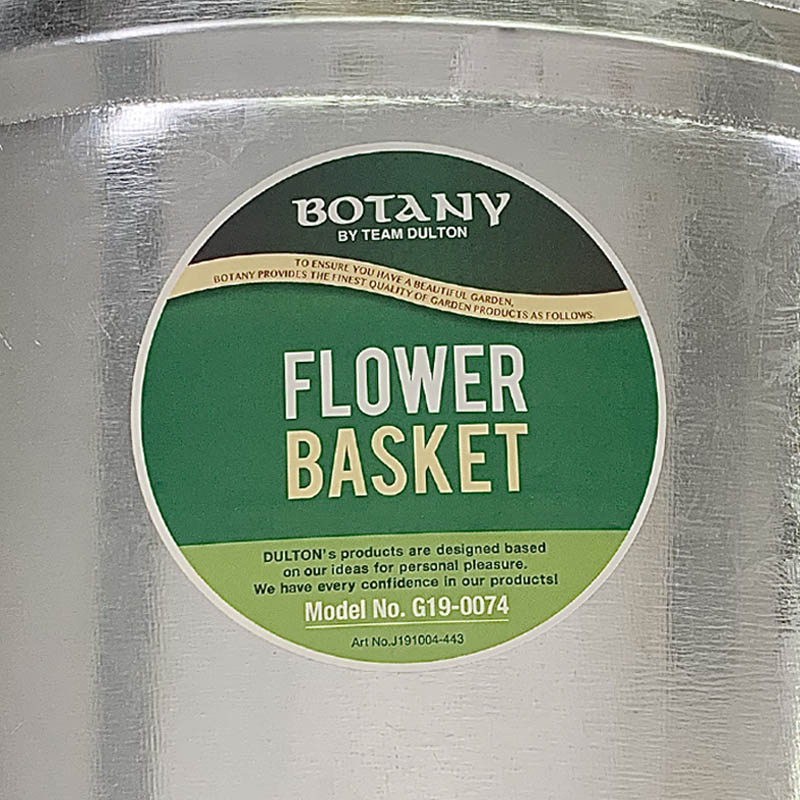 BOTANY
BY TEAM DULTON
TO ENSURE YOU HAVE A BEAUTIFUL GARDEN,
BOTANY PROVIDES THE FINEST QUALITY OF GARDEN PRODUCTS AS FOLLOWS.
FLOWER
BASKET
DULTON's products are designed based
on our ideas for personal pleasure.
We have every confidence in our products!
Model No. G19-0074
Art No.J191004-443